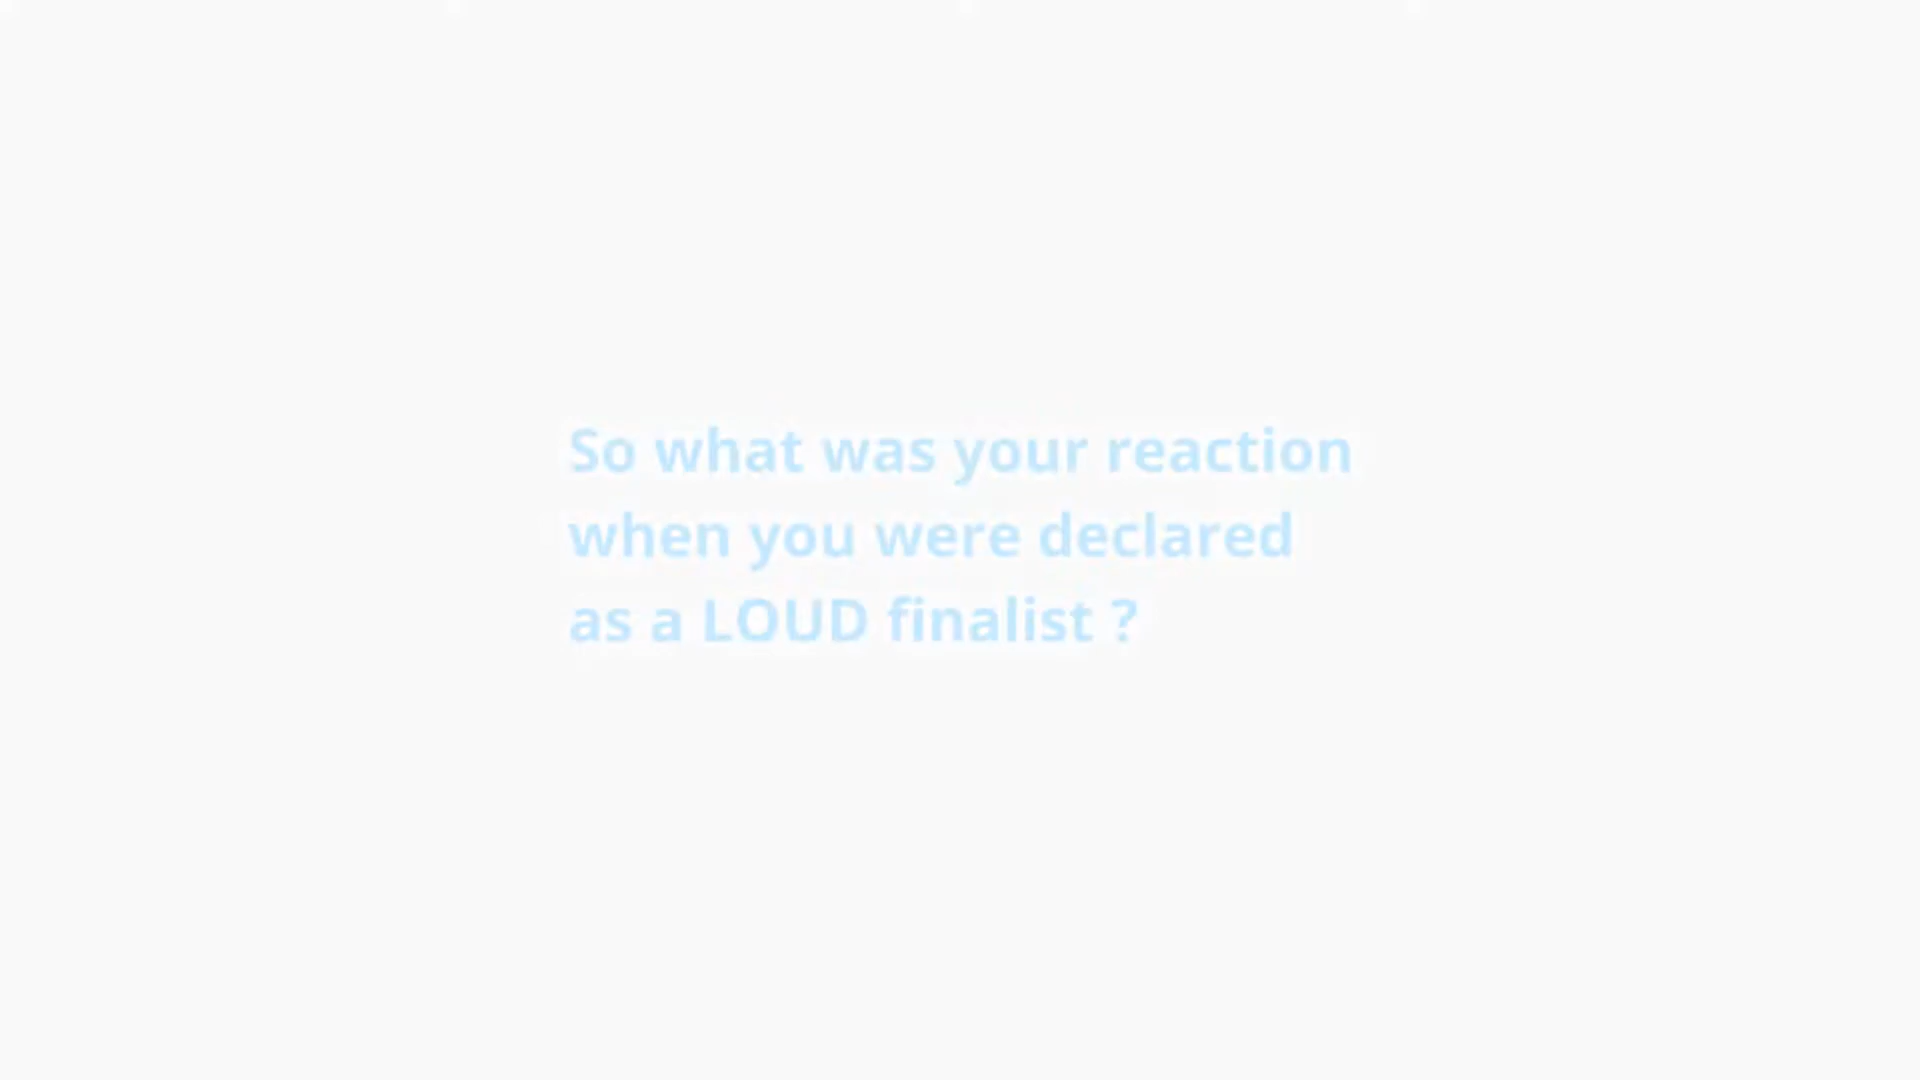 So what was your reaction
when you were declared
as a LOUD finalist ?